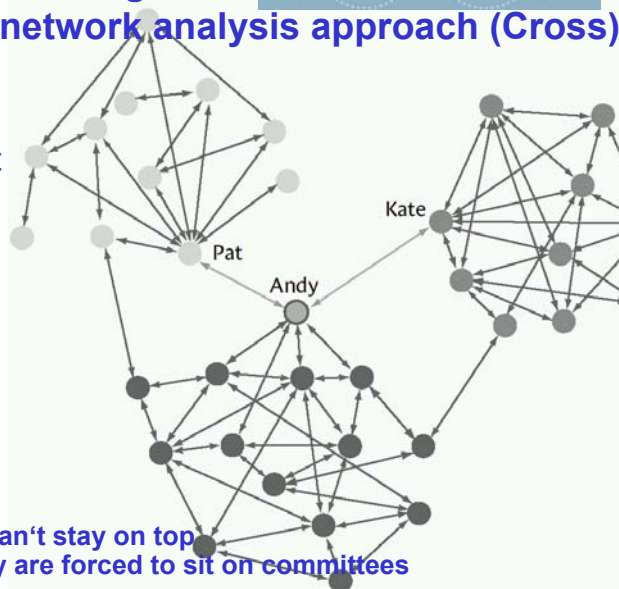 network analysis approach (Cross)
Kate
Pat
Andy
an‘t stay on top
y are forced to sit on committees